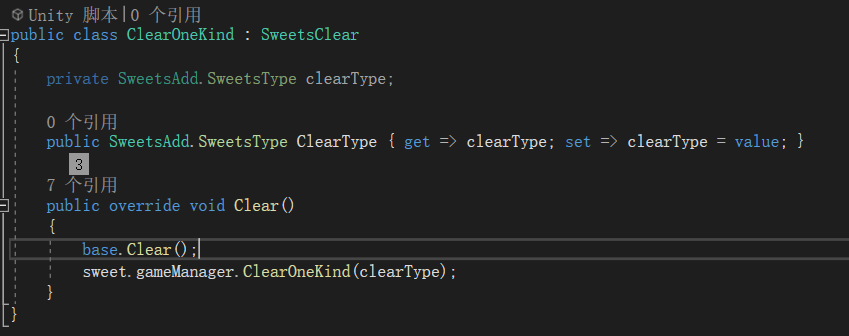 Unity 脚本|0 个引用
public class ClearOneKind : SweetsClear
{
private SweetsAdd.SweetsType clearType;
0 个引用
public SweetsAdd.SweetsType ClearType { get => clearType; set => clearType = value; }
3
7 个引用
public override void Clear()
{
base.Clear();
sweet.gameManager.ClearOneKind(clearType);
}
}